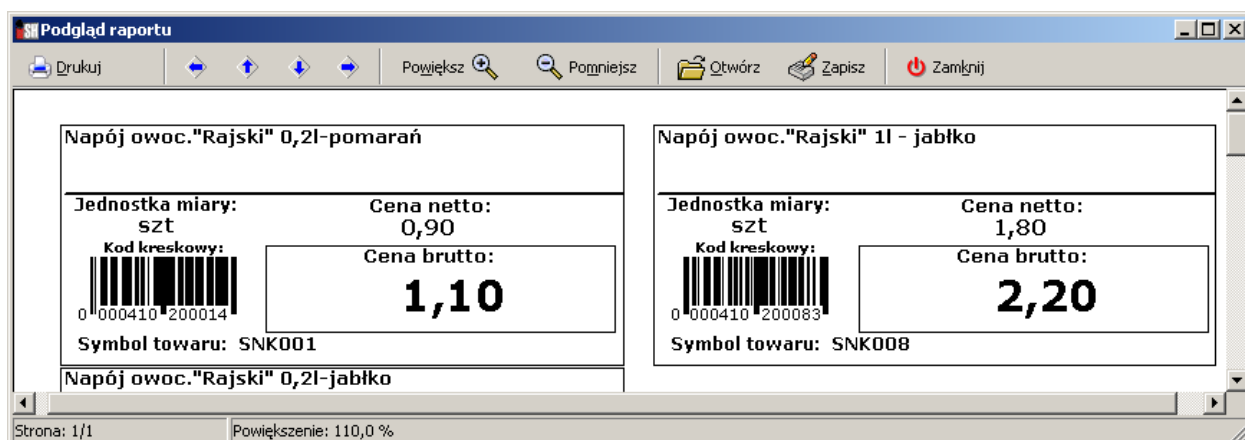 SH Podgląd raportu
Drukuj Powiększ Pomniejsz Otwórz Zapisz Zamknij
Napój owoc."Rajski" 0,2l-pomarań
Jednostka miary: Cena netto:
szt 0,90
Kod kreskowy: Cena brutto:
1,10
0 000410 200014
Symbol towaru: SNK001
Napój owoc."Rajski" 1l - jabłko
Jednostka miary: Cena netto:
szt 1,80
Kod kreskowy: Cena brutto:
2,20
0 000410 200083
Symbol towaru: SNK008
Napój owoc."Rajski" 0,2l-jabłko
Strona: 1/1 Powiększenie: 110,0 %